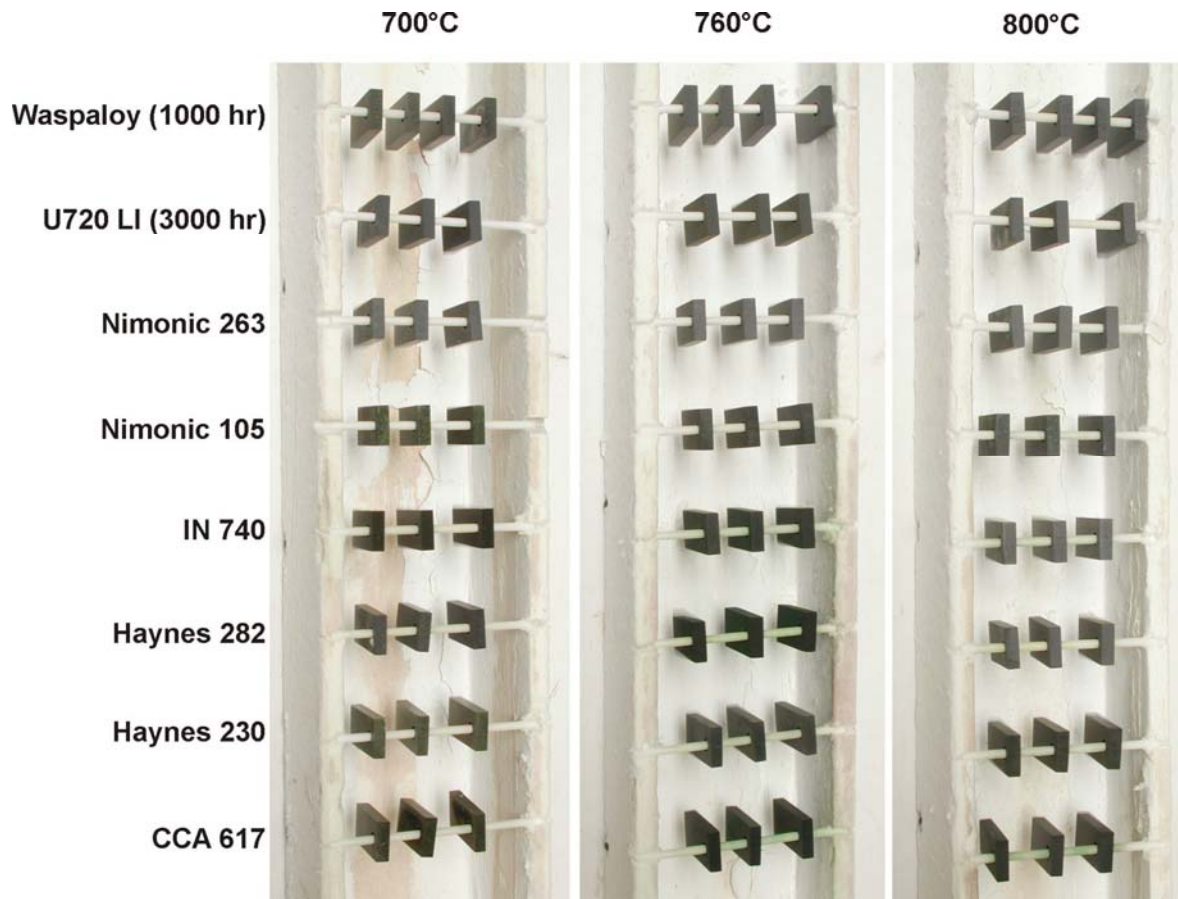 700°C
760°C
800°C
Waspaloy (1000 hr)
U720 LI (3000 hr)
Nimonic 263
Nimonic 105
IN 740
Haynes 282
Haynes 230
CCA 617